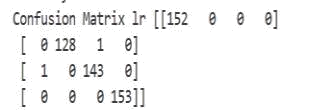 Confusion Matrix lr [[152 0 0 0]
[ 0 128 1 0]
[ 1 0 143 0]
[ 0 0 0 153]]